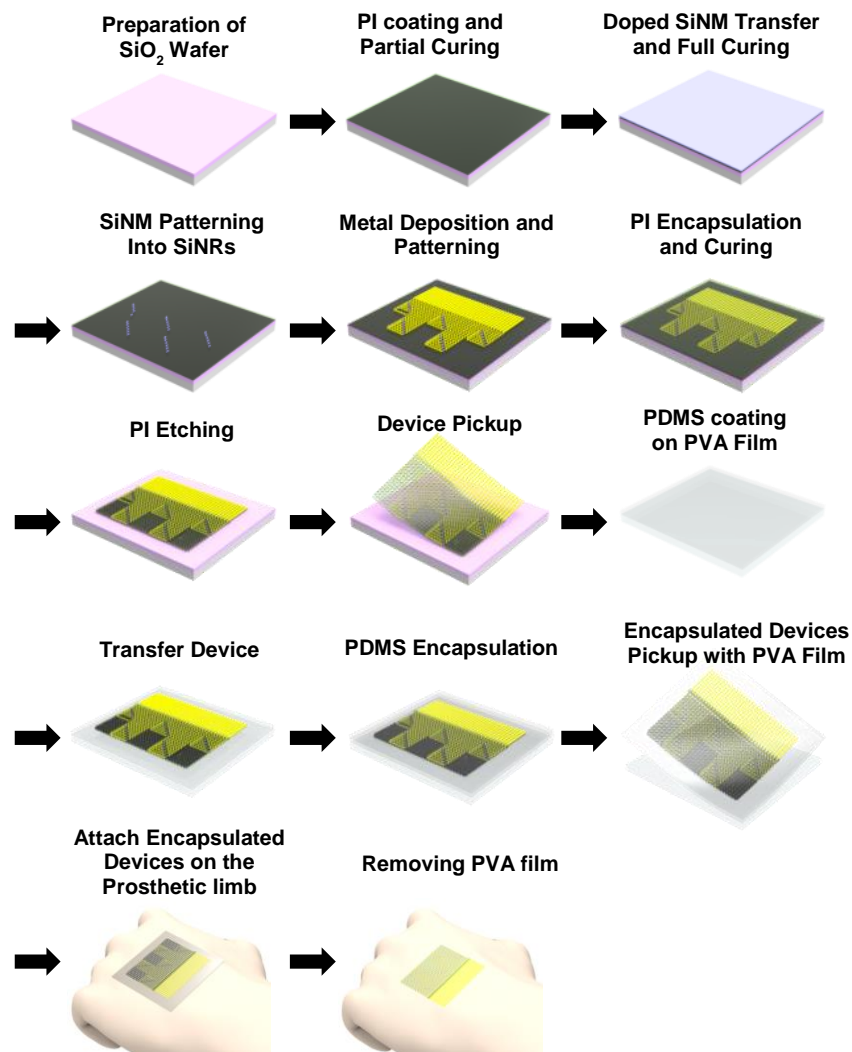 Preparation of
SiO2 Wafer
PI coating and
Partial Curing
Doped SiNM Transfer
and Full Curing
SiNM Patterning
Into SiNRs
Metal Deposition and
Patterning
PI Encapsulation
and Curing
PI Etching
Device Pickup
PDMS coating
on PVA Film
Transfer Device
PDMS Encapsulation
Encapsulated Devices
Pickup with PVA Film
Attach Encapsulated
Devices on the
Prosthetic limb
Removing PVA film